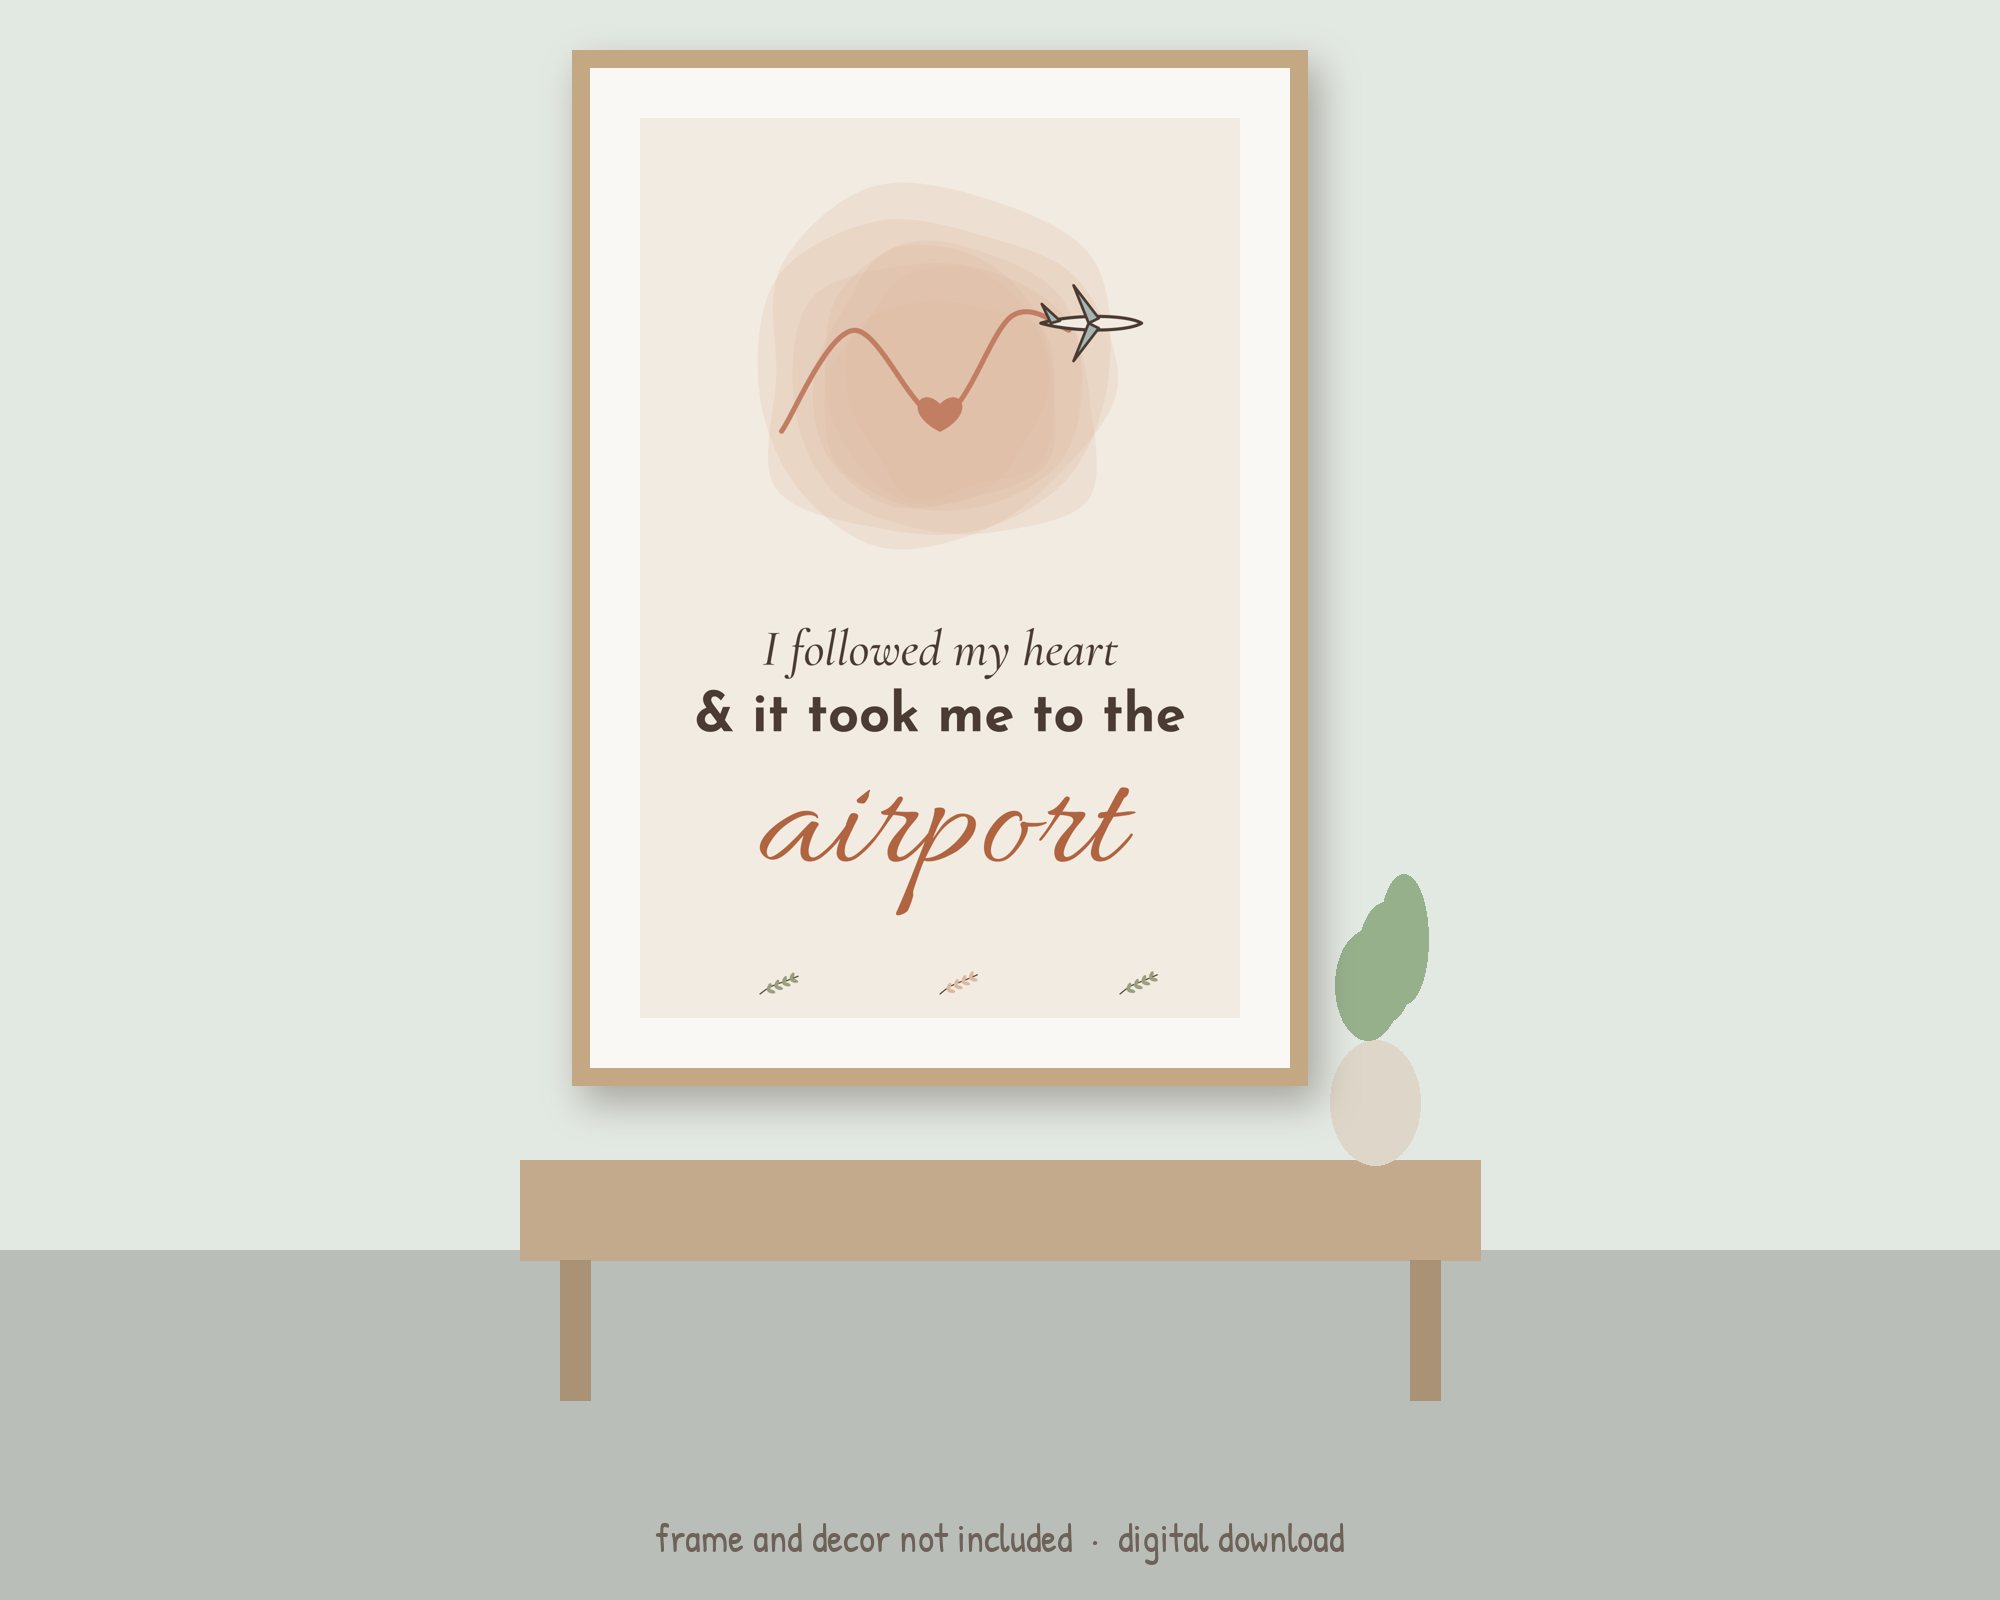 I followed my heart
& it took me to the
airport
frame and decor not included · digital download